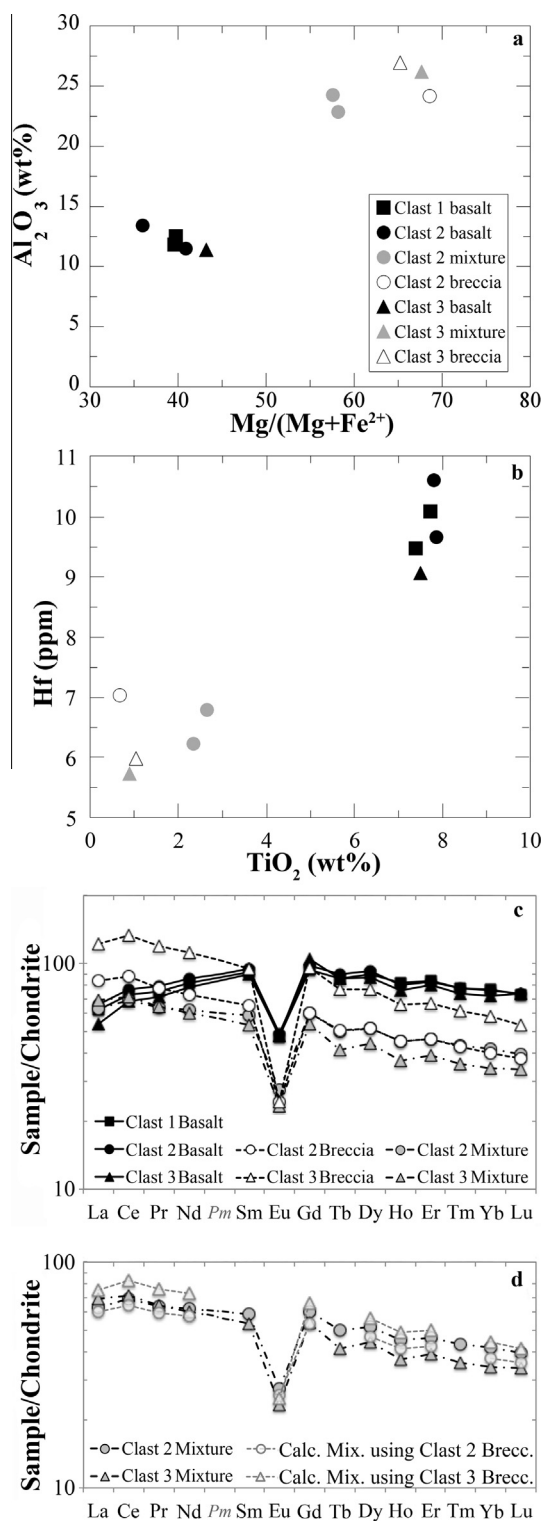 a
30
25
20
15
10
5
0
Al2O3 (wt%)
Clast 1 basalt
Clast 2 basalt
Clast 2 mixture
Clast 2 breccia
Clast 3 basalt
Clast 3 mixture
Clast 3 breccia
30 40 50 60 70 80
Mg/(Mg+Fe2+)
b
11
10
9
8
7
6
5
Hf (ppm)
0 2 4 6 8 10
TiO2 (wt%)
c
100
10
Sample/Chondrite
Clast 1 Basalt
Clast 2 Basalt Clast 2 Breccia Clast 2 Mixture
Clast 3 Basalt Clast 3 Breccia Clast 3 Mixture
La Ce Pr Nd Pm Sm Eu Gd Tb Dy Ho Er Tm Yb Lu
d
100
10
Sample/Chondrite
Clast 2 Mixture Calc. Mix. using Clast 2 Brecc.
Clast 3 Mixture Calc. Mix. using Clast 3 Brecc.
La Ce Pr Nd Pm Sm Eu Gd Tb Dy Ho Er Tm Yb Lu